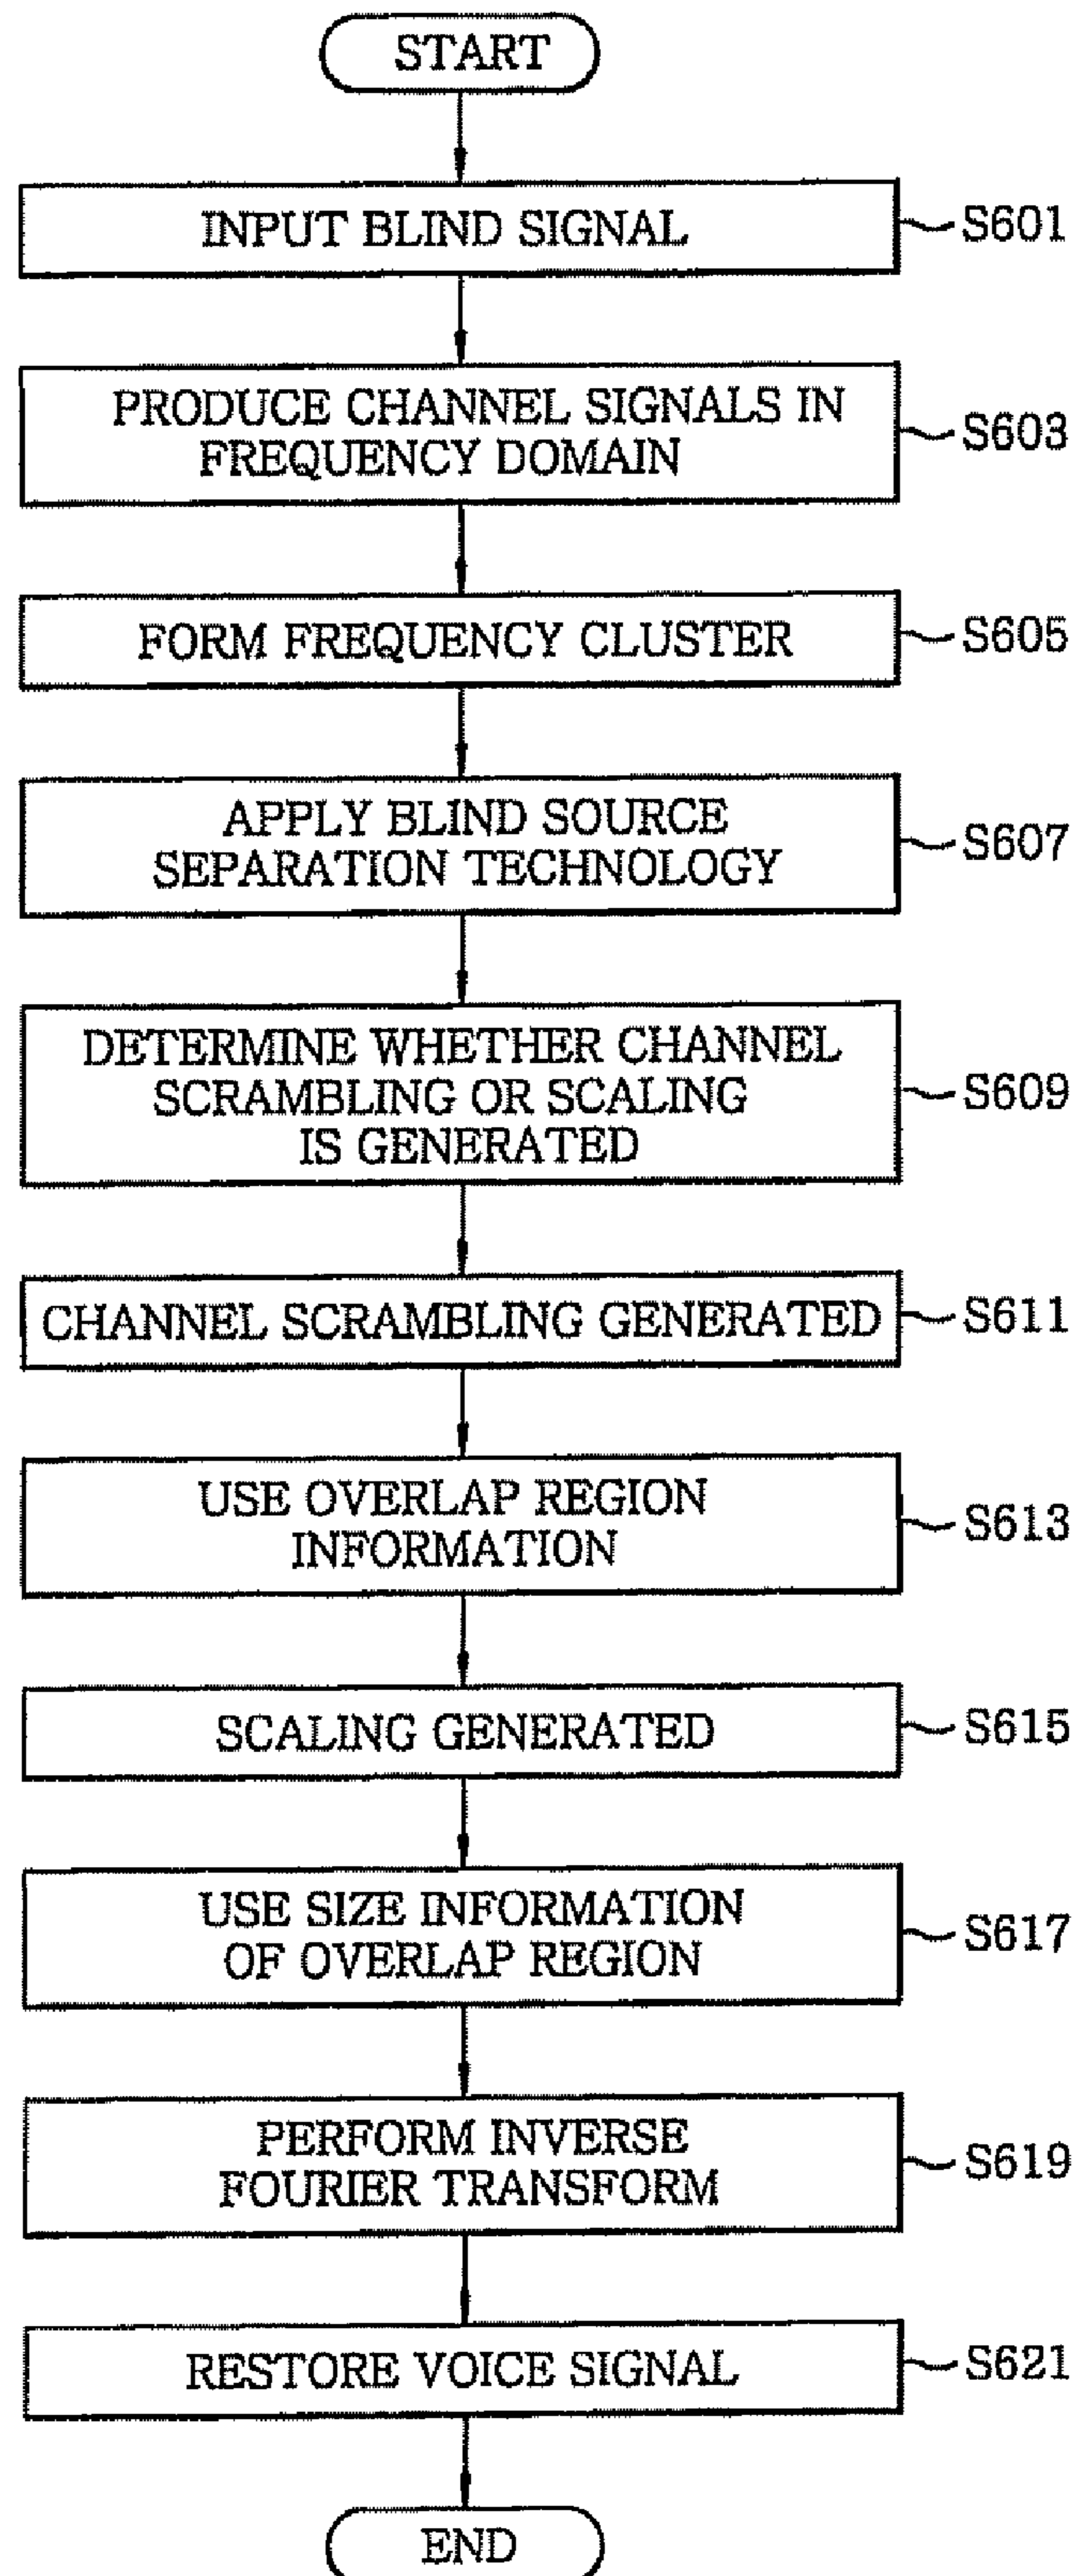 START
INPUT BLIND SIGNAL
S601
PRODUCE CHANNEL SIGNALS IN
FREQUENCY DOMAIN
S603
FORM FREQUENCY CLUSTER
S605
APPLY BLIND SOURCE
SEPARATION TECHNOLOGY
S607
DETERMINE WHETHER CHANNEL
SCRAMBLING OR SCALING
IS GENERATED
S609
CHANNEL SCRAMBLING GENERATED
S611
USE OVERLAP REGION
INFORMATION
S613
SCALING GENERATED
S615
USE SIZE INFORMATION
OF OVERLAP REGION
S617
PERFORM INVERSE
FOURIER TRANSFORM
S619
RESTORE VOICE SIGNAL
S621
END